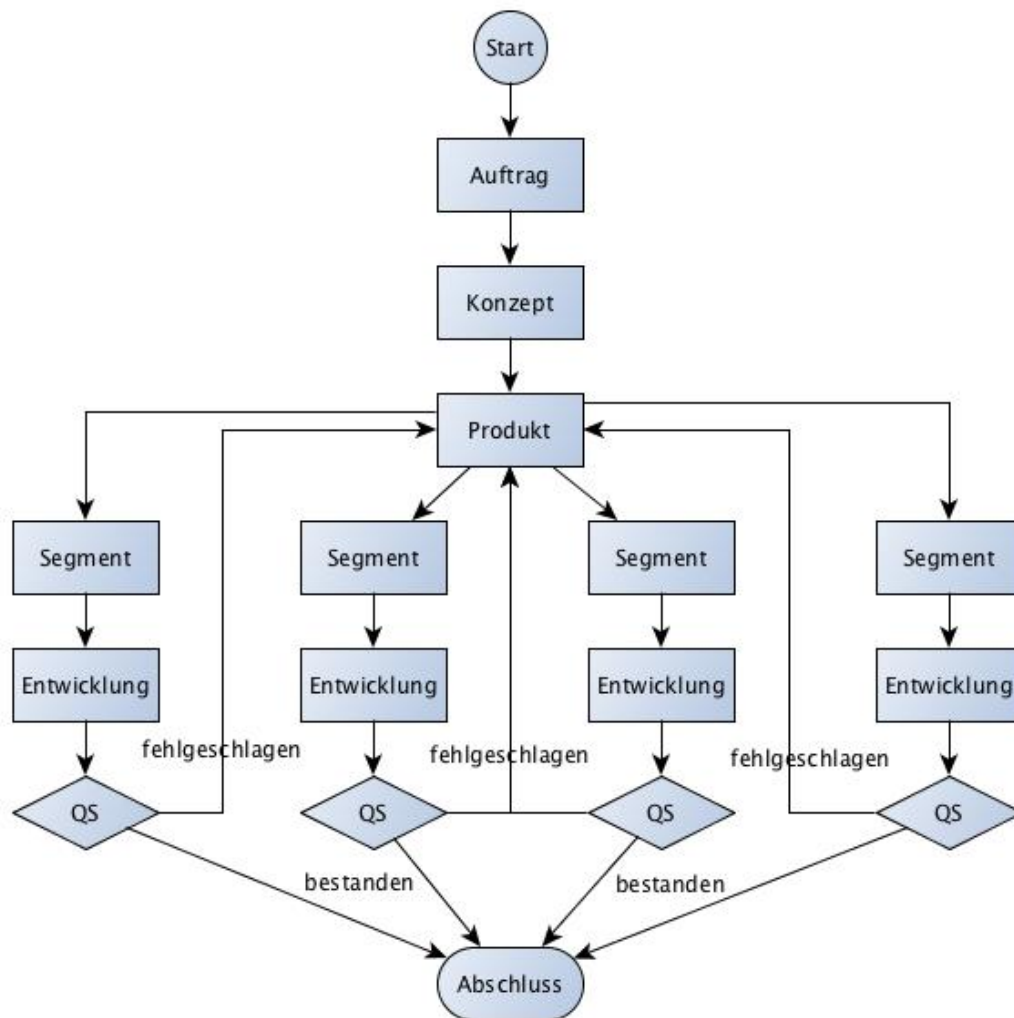 Start
Auftrag
Konzept
Produkt
Segment
Segment
Segment
Segment
Entwicklung
Entwicklung
Entwicklung
Entwicklung
fehlgeschlagen
fehlgeschlagen
fehlgeschlagen
QS
QS
QS
QS
bestanden
bestanden
Abschluss